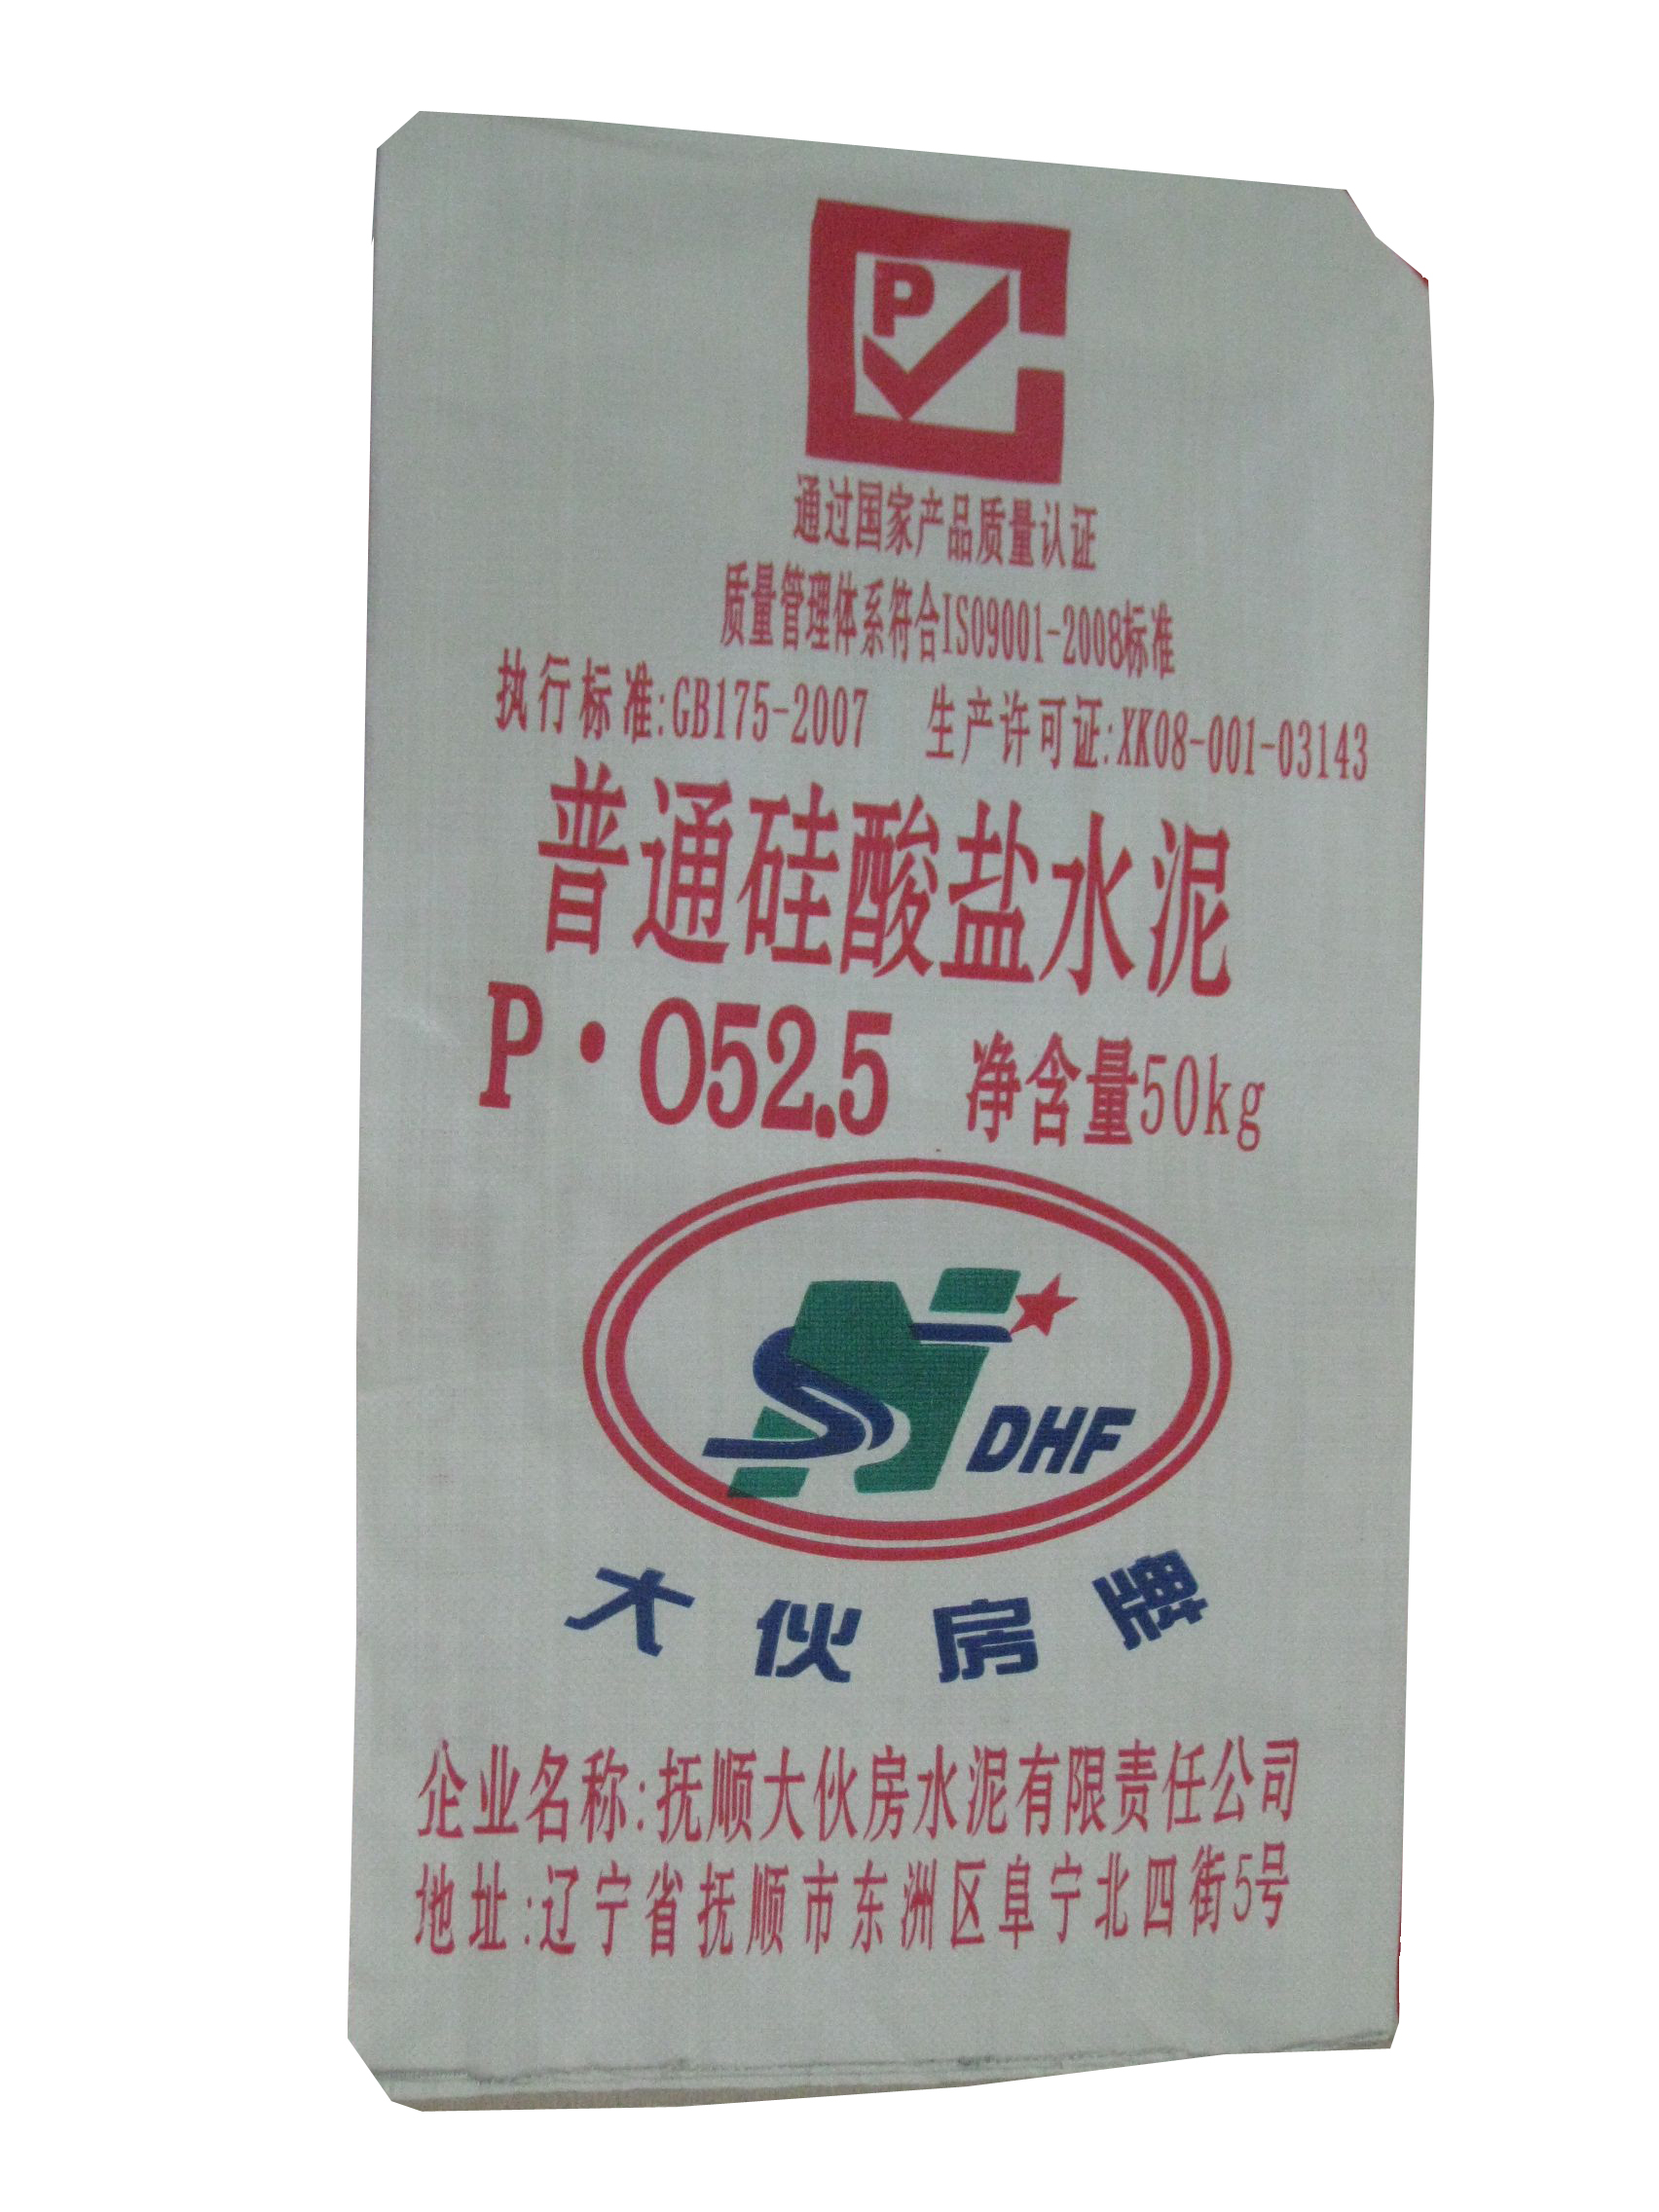 P
通过国家产品质量认证
质量管理体系符合ISO9001-2008标准
执行标准:GB175-2007 生产许可证:XK08-001-03143
普通硅酸盐水泥
P·O52.5 净含量50kg
DHF
大伙房牌
企业名称:抚顺大伙房水泥有限责任公司
地址:辽宁省抚顺市东洲区阜宁北四街5号